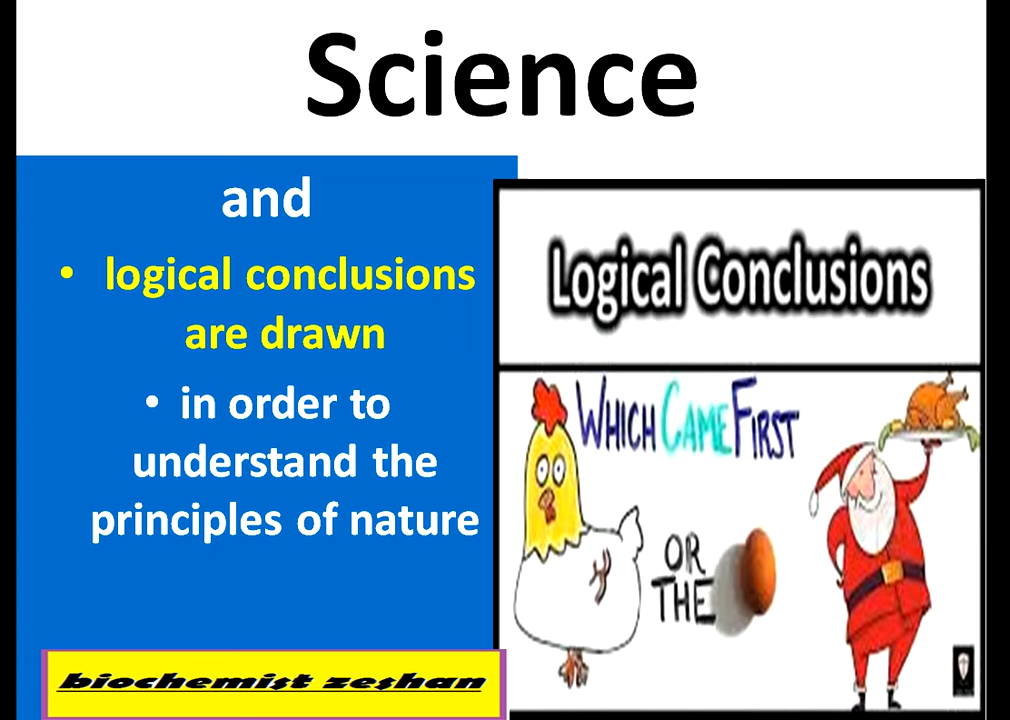 Science
and
• logical conclusions
are drawn
• in order to
understand the
principles of nature
biochemist zeshan
Logical Conclusions
WHICH CAME FIRST
OR
THE